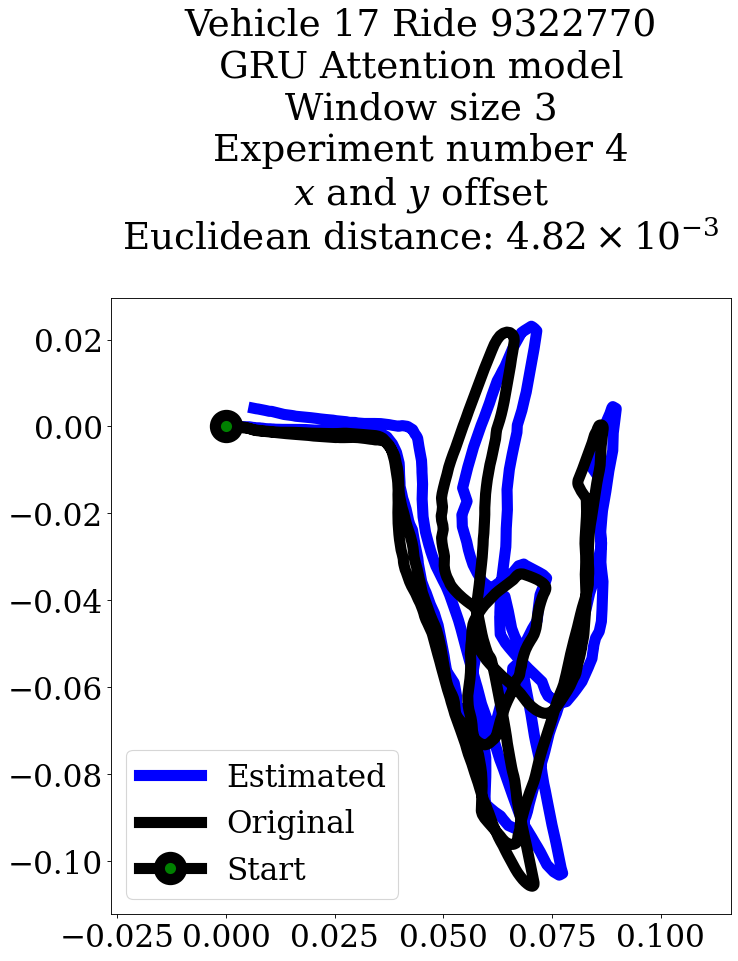 Vehicle 17 Ride 9322770
GRU Attention model
Window size 3
Experiment number 4
x and y offset
Euclidean distance: 4.82 × 10⁻³
0.02
0.00
−0.02
−0.04
−0.06
−0.08
−0.10
Estimated
Original
Start
−0.025 0.000 0.025 0.050 0.075 0.100